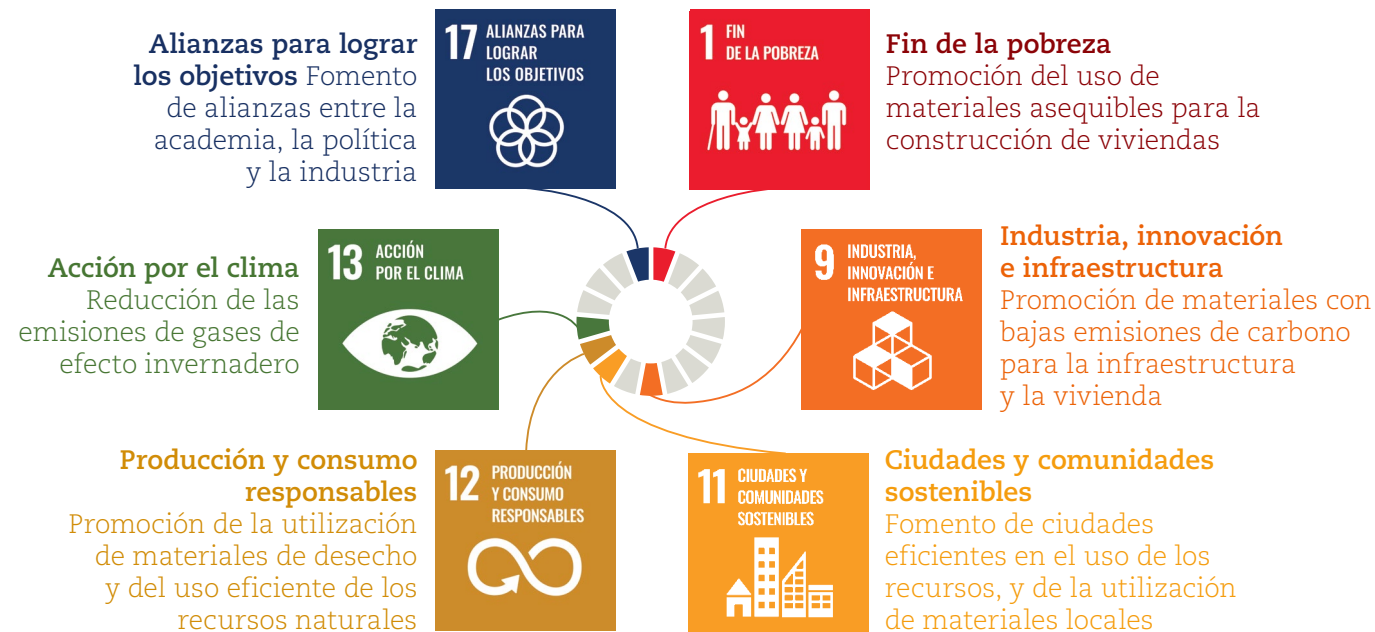 Alianzas para lograr
los objetivos Fomento
de alianzas entre la
academia, la política
y la industria
17 ALIANZAS PARA
LOGRAR
LOS OBJETIVOS
1 FIN
DE LA POBREZA
Fin de la pobreza
Promoción del uso de
materiales asequibles para la
construcción de viviendas
Acción por el clima
Reducción de las
emisiones de gases de
efecto invernadero
13 ACCIÓN
POR EL CLIMA
9 INDUSTRIA,
INNOVACIÓN E
INFRAESTRUCTURA
Industria, innovación
e infraestructura
Promoción de materiales con
bajas emisiones de carbono
para la infraestructura
y la vivienda
Producción y consumo
responsables
Promoción de la utilización
de materiales de desecho
y del uso eficiente de los
recursos naturales
12 PRODUCCIÓN
Y CONSUMO
RESPONSABLES
11 CIUDADES Y
COMUNIDADES
SOSTENIBLES
Ciudades y comunidades
sostenibles
Fomento de ciudades
eficientes en el uso de los
recursos, y de la utilización
de materiales locales